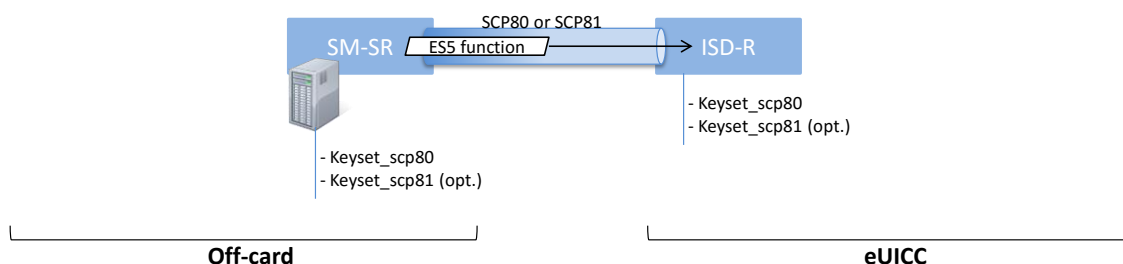 SCP80 or SCP81
SM-SR
ES5 function
ISD-R
- Keyset_scp80
- Keyset_scp81 (opt.)
- Keyset_scp80
- Keyset_scp81 (opt.)
Off-card
eUICC